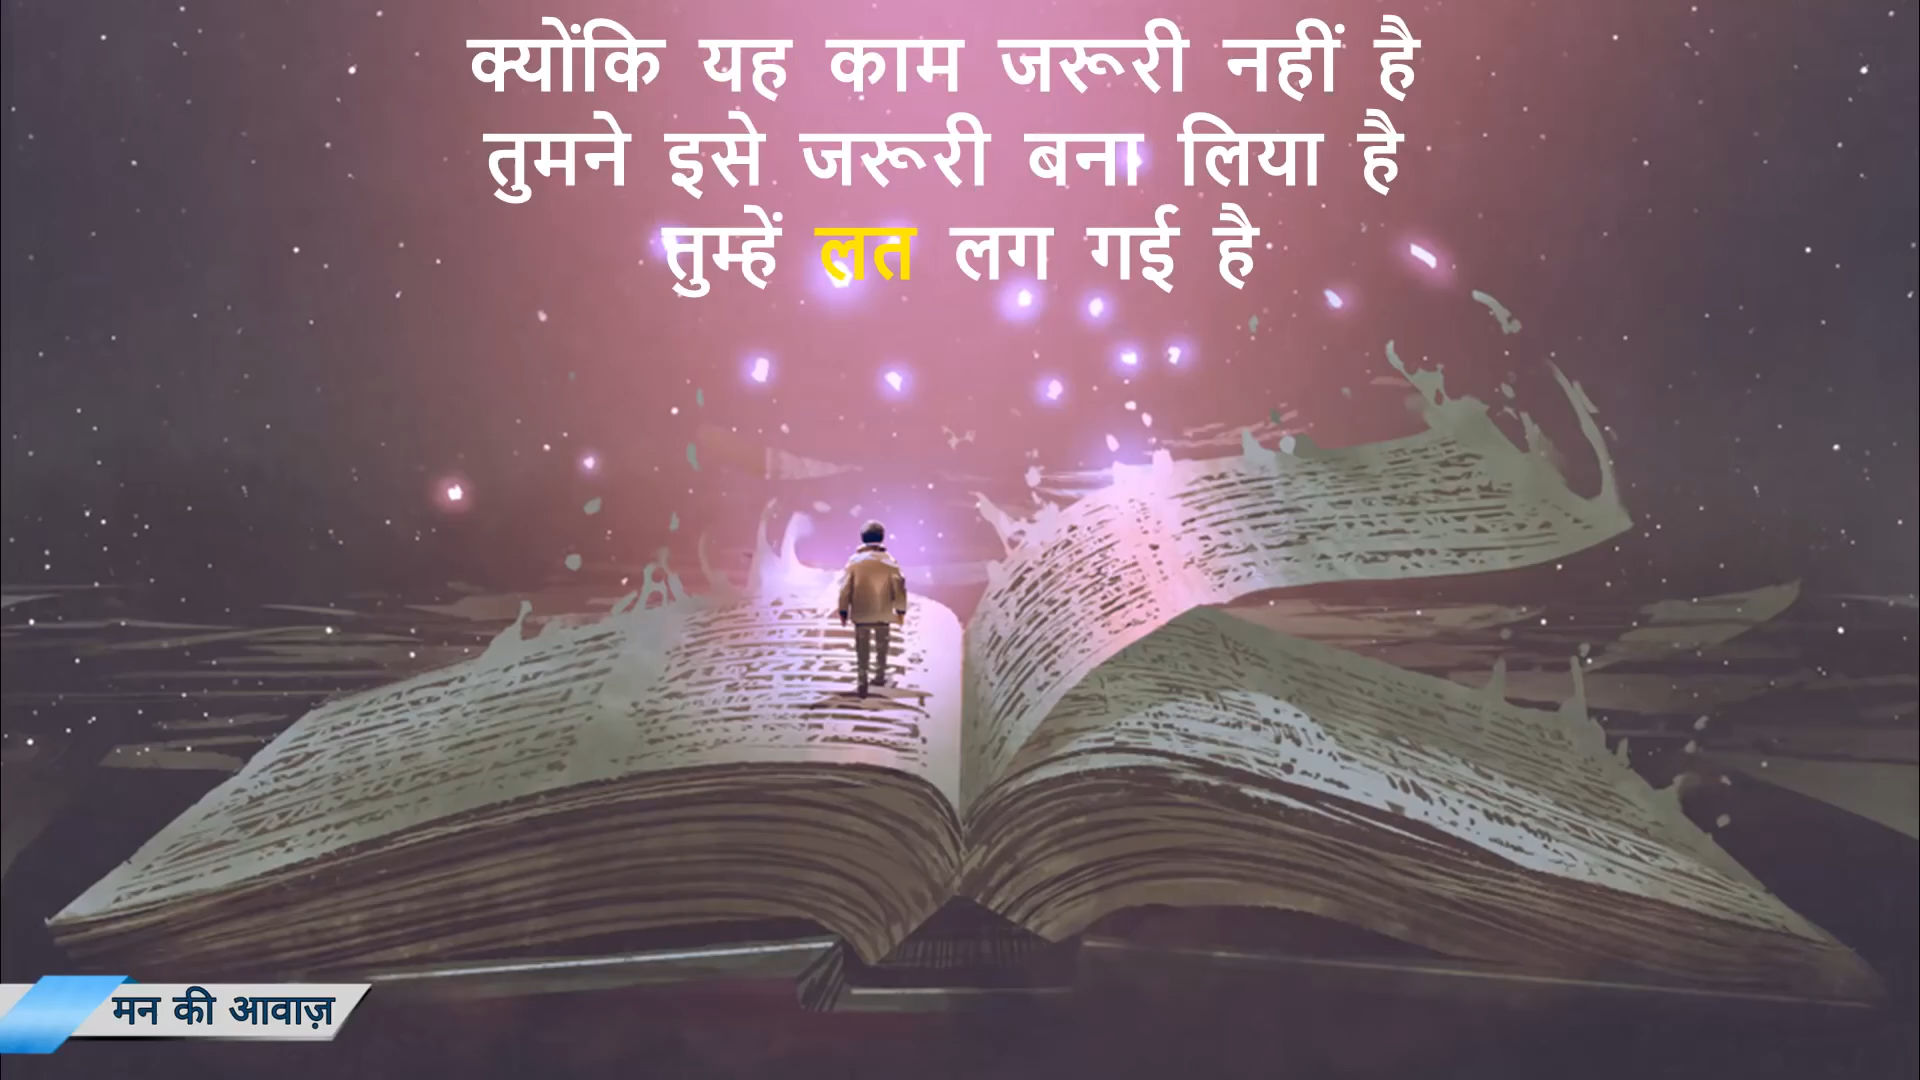 क्योंकि यह काम जरूरी नहीं है
तुमने इसे जरूरी बना लिया है
तुम्हें लत लग गई है
मन की आवाज़